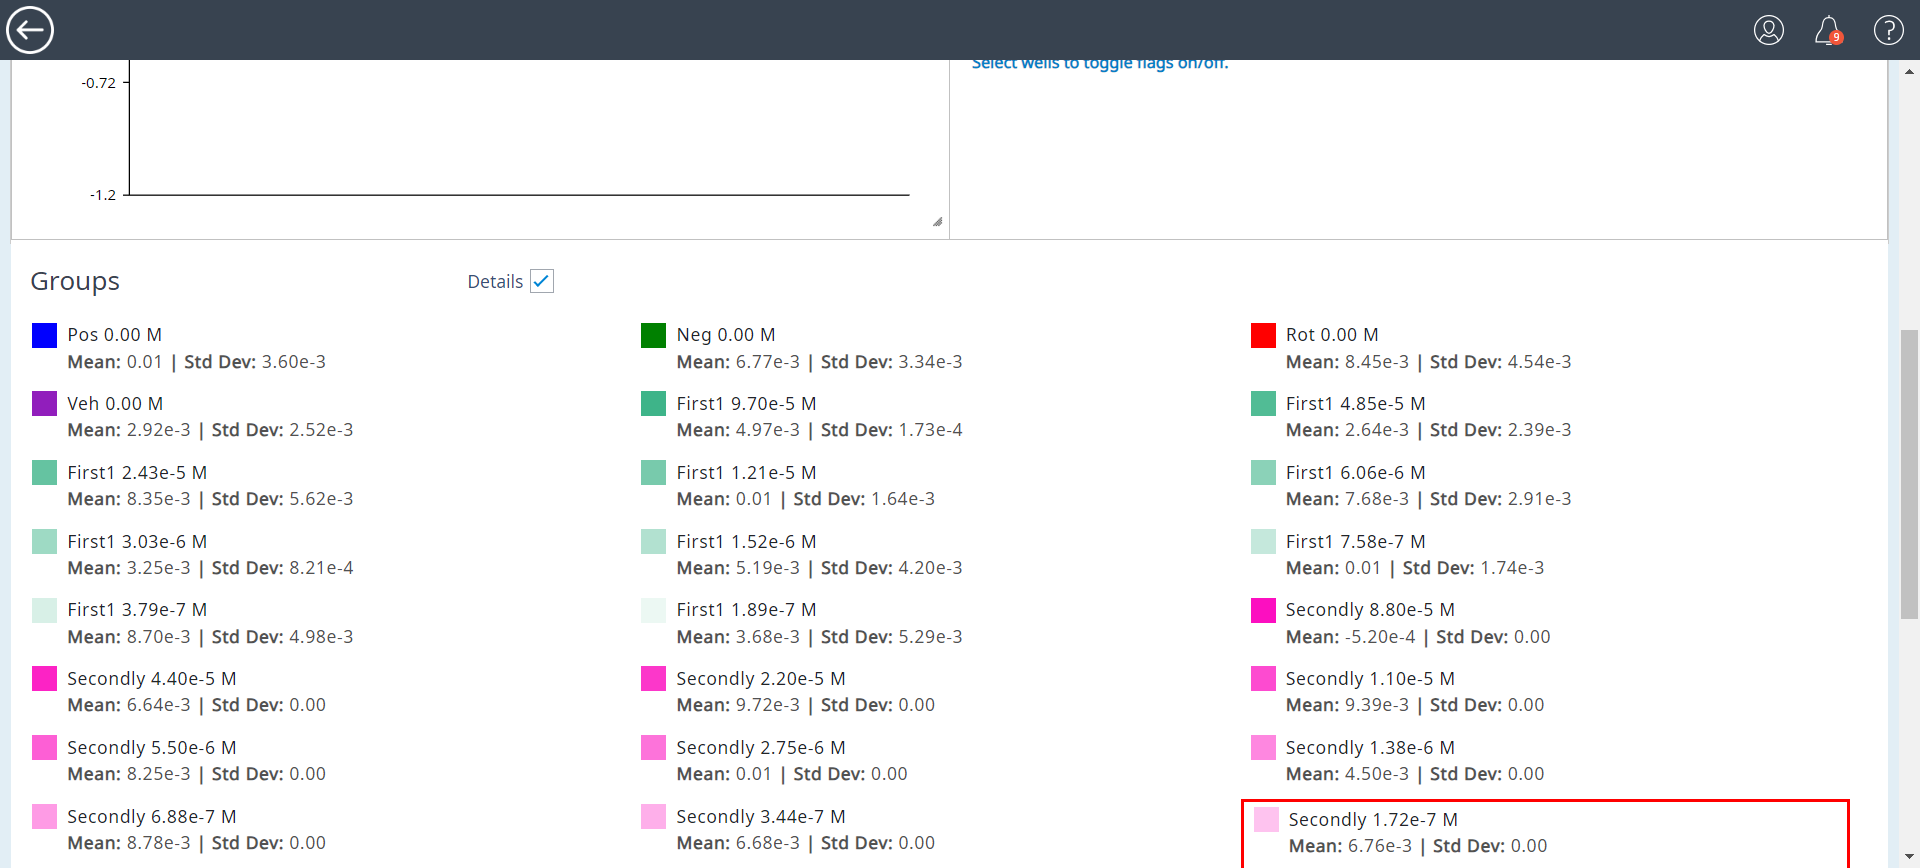 9
Select wells to toggle flags on/off.
-0.72
-1.2
Groups
Details
Pos 0.00 M
Mean: 0.01 | Std Dev: 3.60e-3
Neg 0.00 M
Mean: 6.77e-3 | Std Dev: 3.34e-3
Rot 0.00 M
Mean: 8.45e-3 | Std Dev: 4.54e-3
Veh 0.00 M
Mean: 2.92e-3 | Std Dev: 2.52e-3
First1 9.70e-5 M
Mean: 4.97e-3 | Std Dev: 1.73e-4
First1 4.85e-5 M
Mean: 2.64e-3 | Std Dev: 2.39e-3
First1 2.43e-5 M
Mean: 8.35e-3 | Std Dev: 5.62e-3
First1 1.21e-5 M
Mean: 0.01 | Std Dev: 1.64e-3
First1 6.06e-6 M
Mean: 7.68e-3 | Std Dev: 2.91e-3
First1 3.03e-6 M
Mean: 3.25e-3 | Std Dev: 8.21e-4
First1 1.52e-6 M
Mean: 5.19e-3 | Std Dev: 4.20e-3
First1 7.58e-7 M
Mean: 0.01 | Std Dev: 1.74e-3
First1 3.79e-7 M
Mean: 8.70e-3 | Std Dev: 4.98e-3
First1 1.89e-7 M
Mean: 3.68e-3 | Std Dev: 5.29e-3
Secondly 8.80e-5 M
Mean: -5.20e-4 | Std Dev: 0.00
Secondly 4.40e-5 M
Mean: 6.64e-3 | Std Dev: 0.00
Secondly 2.20e-5 M
Mean: 9.72e-3 | Std Dev: 0.00
Secondly 1.10e-5 M
Mean: 9.39e-3 | Std Dev: 0.00
Secondly 5.50e-6 M
Mean: 8.25e-3 | Std Dev: 0.00
Secondly 2.75e-6 M
Mean: 0.01 | Std Dev: 0.00
Secondly 1.38e-6 M
Mean: 4.50e-3 | Std Dev: 0.00
Secondly 6.88e-7 M
Mean: 8.78e-3 | Std Dev: 0.00
Secondly 3.44e-7 M
Mean: 6.68e-3 | Std Dev: 0.00
Secondly 1.72e-7 M
Mean: 6.76e-3 | Std Dev: 0.00